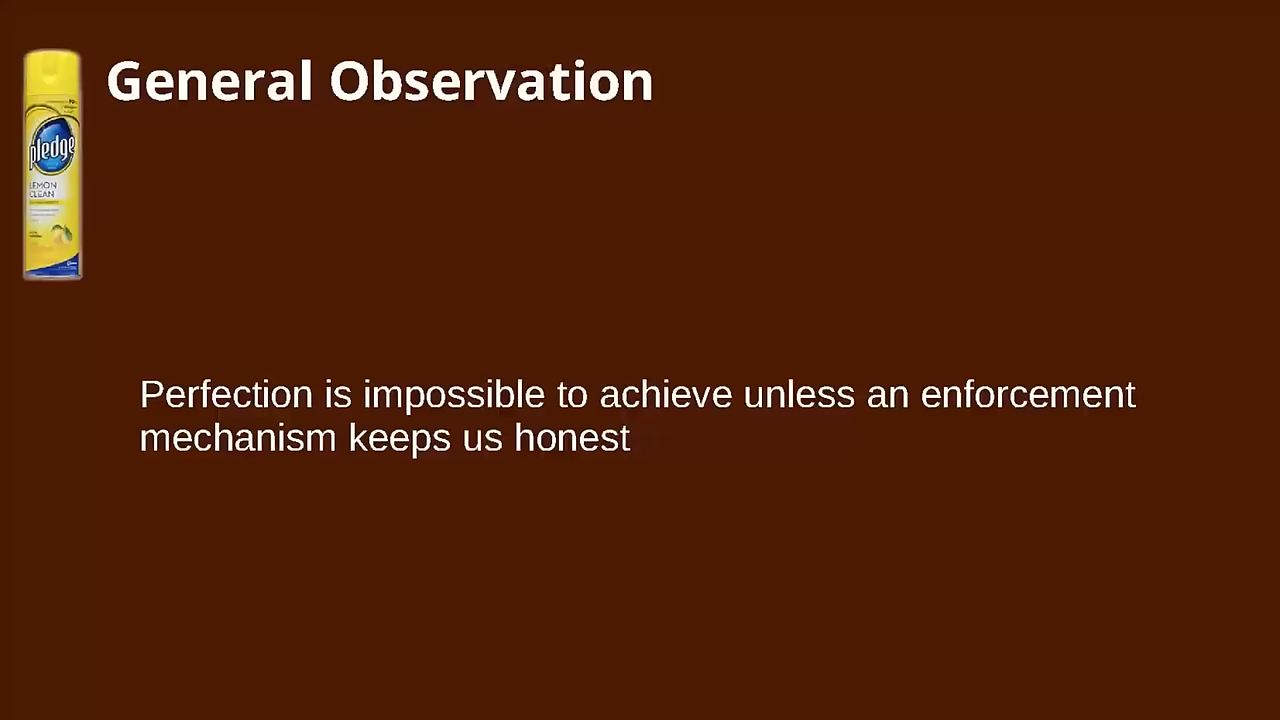 General Observation
pledge
LEMON
CLEAN
Perfection is impossible to achieve unless an enforcement
mechanism keeps us honest